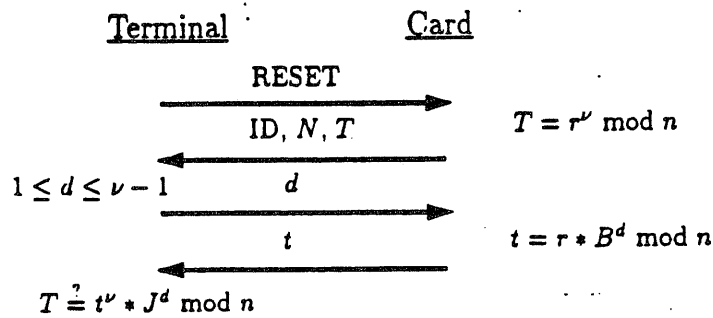 Terminal Card
RESET
T = r^ν mod n
ID, N, T
1 ≤ d ≤ ν − 1 d
t t = r * B^d mod n
T ≟ t^ν * J^d mod n